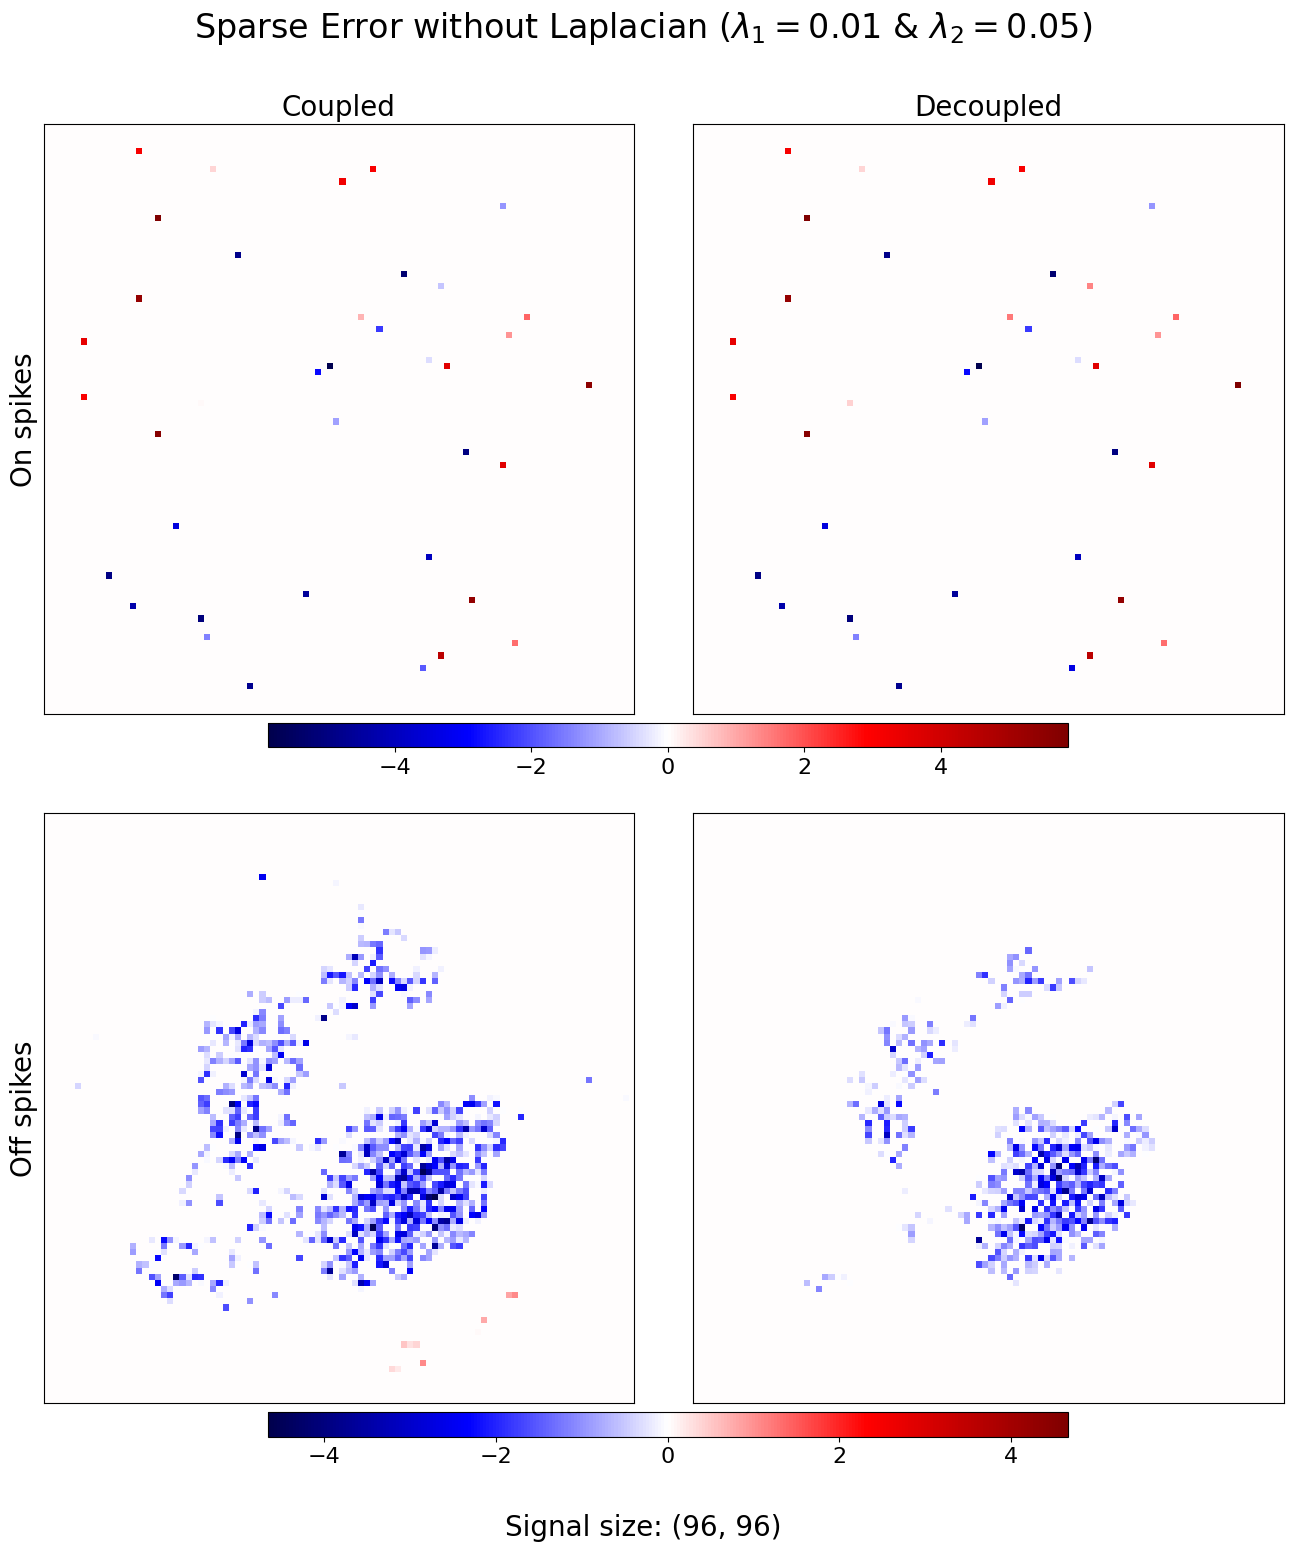 Sparse Error without Laplacian (λ₁ = 0.01 & λ₂ = 0.05)
Coupled
Decoupled
On spikes
−4 −2 0 2 4
Off spikes
−4 −2 0 2 4
Signal size: (96, 96)